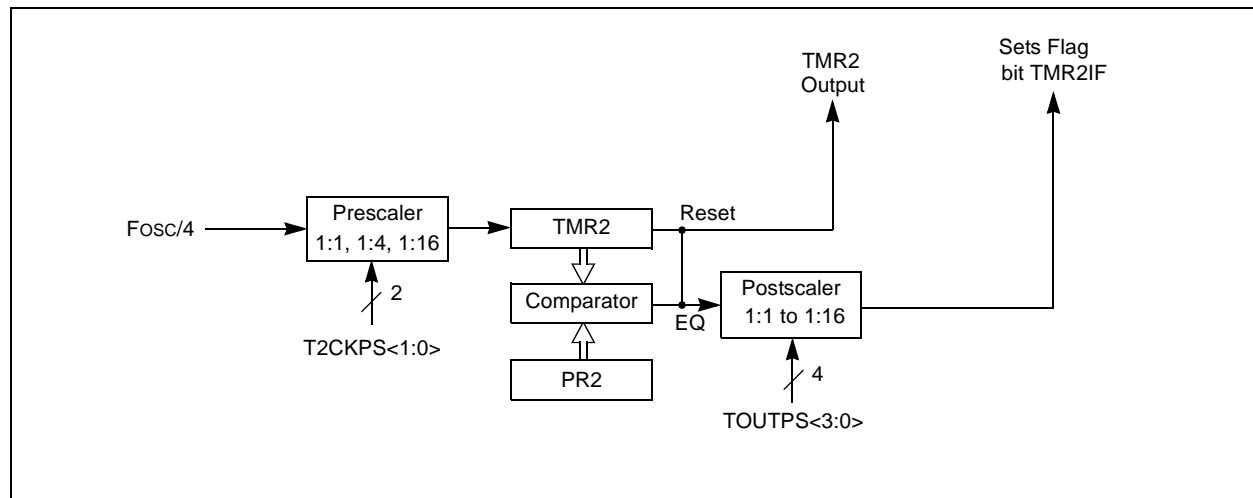 TMR2
Output
Sets Flag
bit TMR2IF
FOSC/4
Prescaler
1:1, 1:4, 1:16
TMR2
Reset
2
Comparator
EQ
Postscaler
1:1 to 1:16
T2CKPS<1:0>
PR2
4
TOUTPS<3:0>